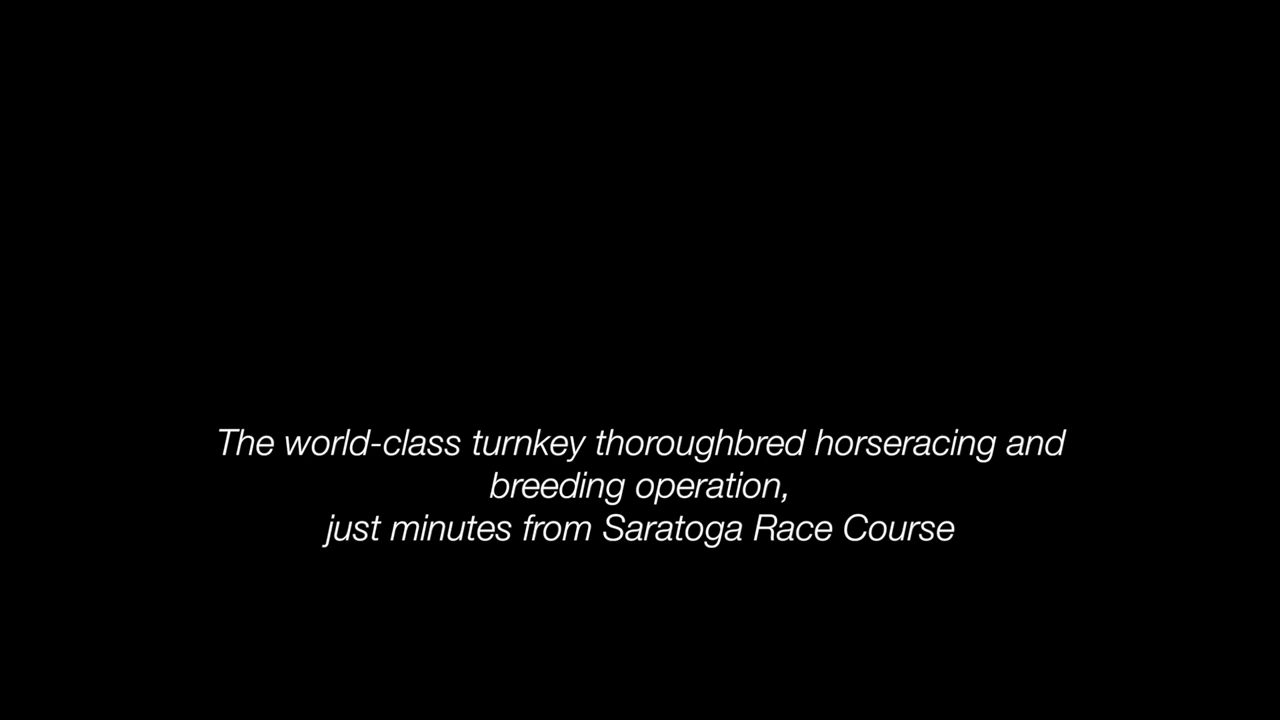 The world-class turnkey thoroughbred horseracing and
breeding operation,
just minutes from Saratoga Race Course